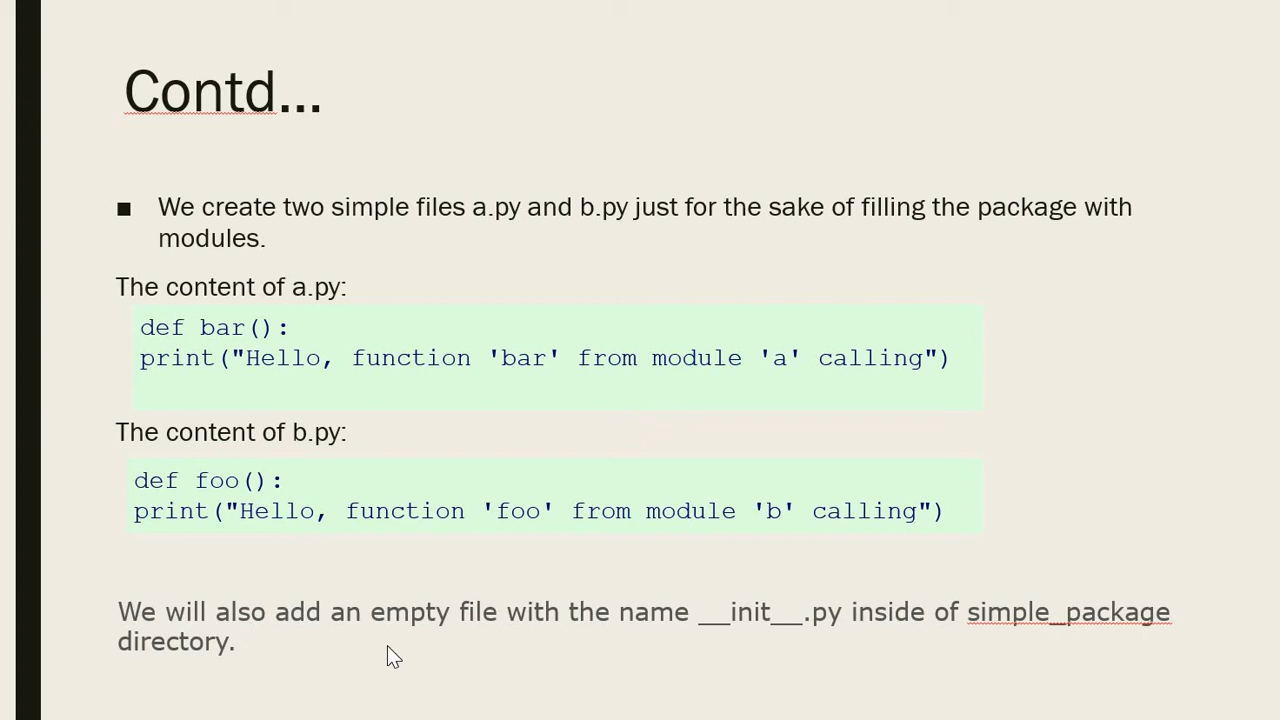 Contd...
▪ We create two simple files a.py and b.py just for the sake of filling the package with
modules.
The content of a.py:
def bar():
print("Hello, function 'bar' from module 'a' calling")
The content of b.py:
def foo():
print("Hello, function 'foo' from module 'b' calling")
We will also add an empty file with the name __init__.py inside of simple_package
directory.